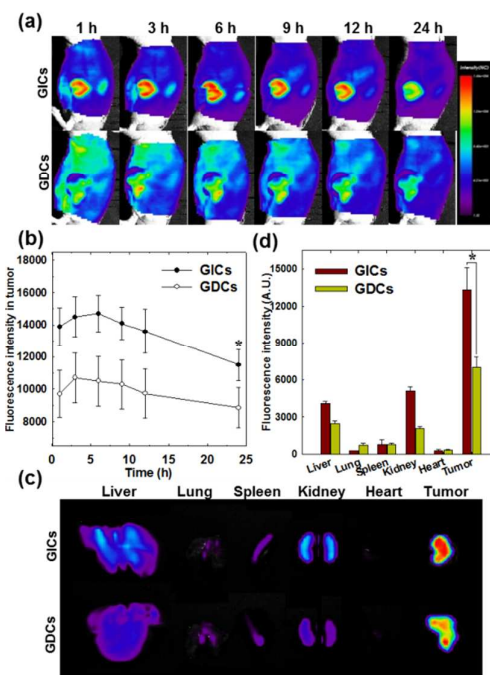 (a)
1 h 3 h 6 h 9 h 12 h 24 h
GICs
GDCs
(b)
Fluorescence intensity in tumor
18000
16000
14000
12000
10000
8000
GICs
GDCs
*
0 5 10 15 20 25
Time (h)
(d)
Fluorescence intensity (A.U.)
15000
12000
9000
6000
3000
0
GICs
GDCs
*
Liver Lung Spleen Kidney Heart Tumor
(c)
Liver Lung Spleen Kidney Heart Tumor
GICs
GDCs